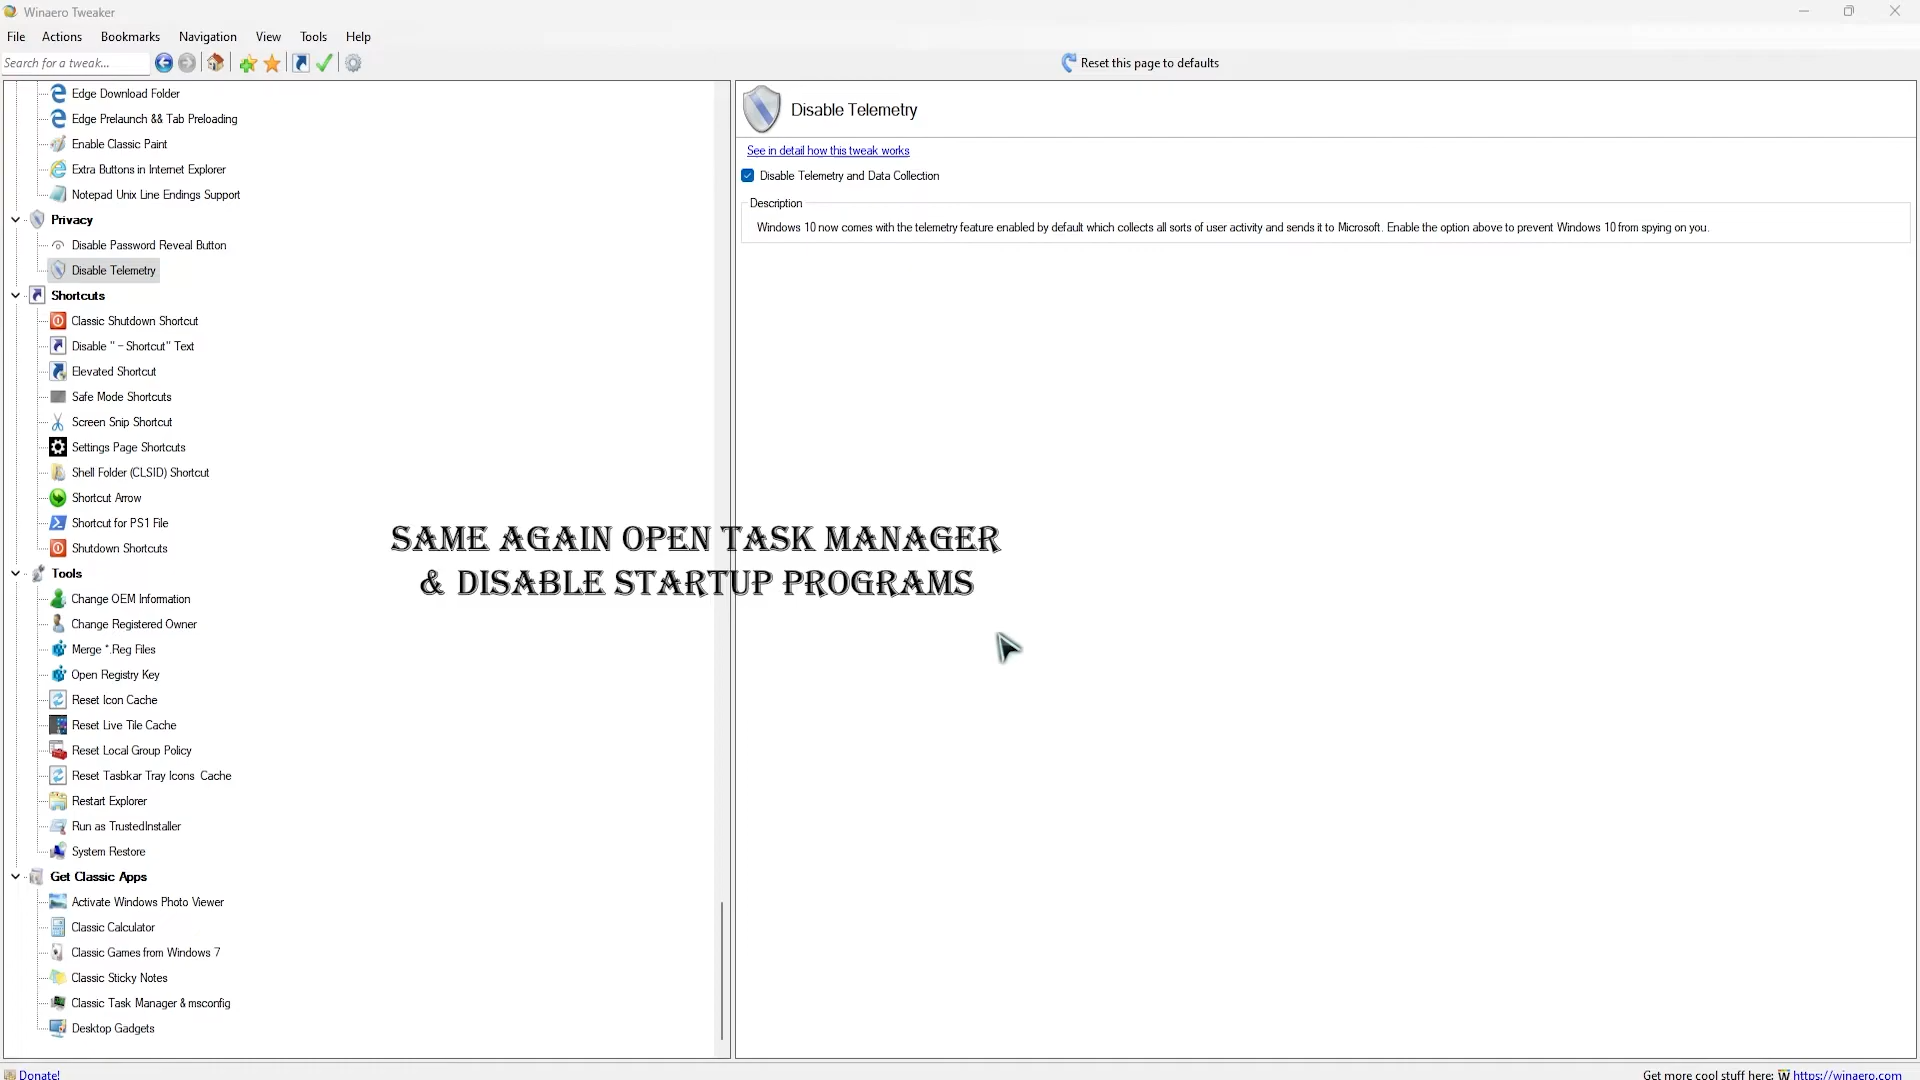 Winaero Tweaker
File Actions Bookmarks Navigation View Tools Help
Search for a tweak...
Reset this page to defaults
Edge Download Folder
Edge Prelaunch && Tab Preloading
Enable Classic Paint
Extra Buttons in Internet Explorer
Notepad Unix Line Endings Support
Privacy
Disable Password Reveal Button
Disable Telemetry
Shortcuts
Classic Shutdown Shortcut
Disable " - Shortcut" Text
Elevated Shortcut
Safe Mode Shortcuts
Screen Snip Shortcut
Settings Page Shortcuts
Shell Folder (CLSID) Shortcut
Shortcut Arrow
Shortcut for PS1 File
Shutdown Shortcuts
Tools
Change OEM Information
Change Registered Owner
Merge *.Reg Files
Open Registry Key
Reset Icon Cache
Reset Live Tile Cache
Reset Local Group Policy
Reset Tasbkar Tray Icons Cache
Restart Explorer
Run as TrustedInstaller
System Restore
Get Classic Apps
Activate Windows Photo Viewer
Classic Calculator
Classic Games from Windows 7
Classic Sticky Notes
Classic Task Manager & msconfig
Desktop Gadgets
Disable Telemetry
See in detail how this tweak works
Disable Telemetry and Data Collection
Description
Windows 10 now comes with the telemetry feature enabled by default which collects all sorts of user activity and sends it to Microsoft. Enable the option above to prevent Windows 10 from spying on you.
SAME AGAIN OPEN TASK MANAGER
& DISABLE STARTUP PROGRAMS
Donate!
Get more cool stuff here: W https://winaero.com